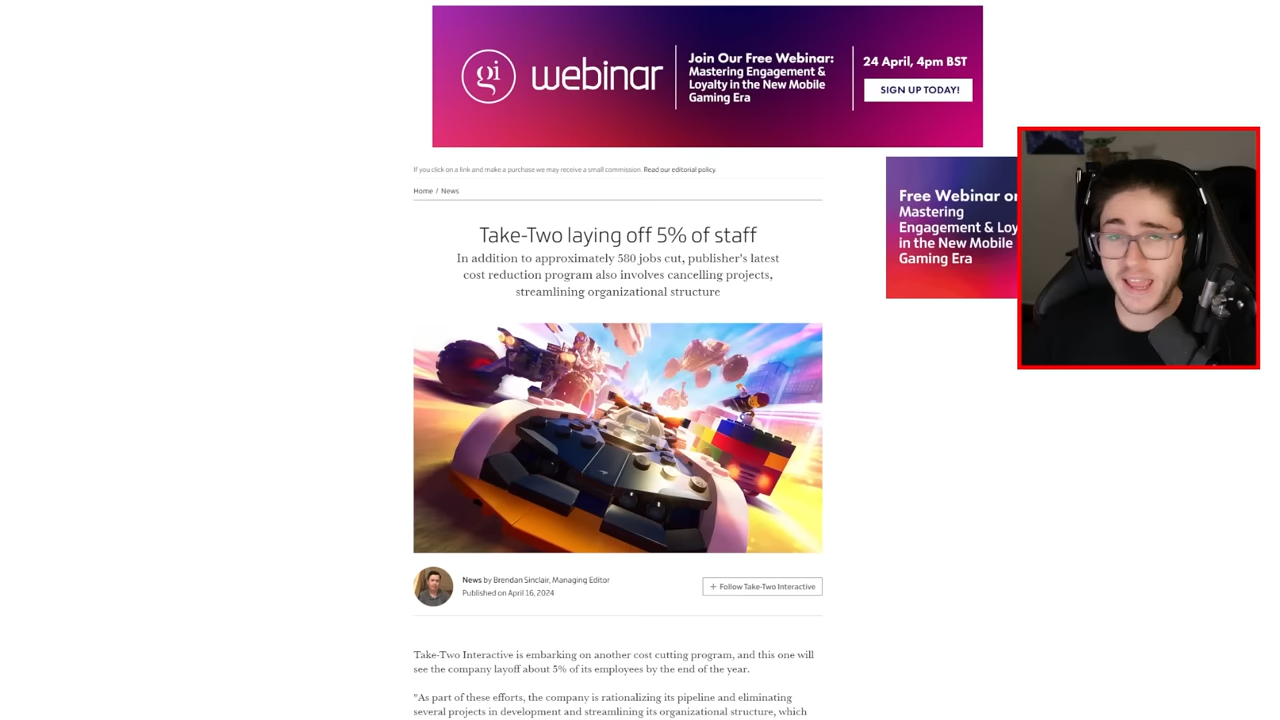 gi
webinar
Join Our Free Webinar:
Mastering Engagement &
Loyalty in the New Mobile
Gaming Era
24 April, 4pm BST
SIGN UP TODAY!
If you click on a link and make a purchase we may receive a small commission. Read our editorial policy.
Home / News
Free Webinar on
Mastering
Engagement & Loy
in the New Mobile
Gaming Era
Take-Two laying off 5% of staff
In addition to approximately 580 jobs cut, publisher's latest
cost reduction program also involves cancelling projects,
streamlining organizational structure
News by Brendan Sinclair, Managing Editor
Published on April 16, 2024
+ Follow Take-Two Interactive
Take-Two Interactive is embarking on another cost cutting program, and this one will
see the company layoff about 5% of its employees by the end of the year.
"As part of these efforts, the company is rationalizing its pipeline and eliminating
several projects in development and streamlining its organizational structure, which